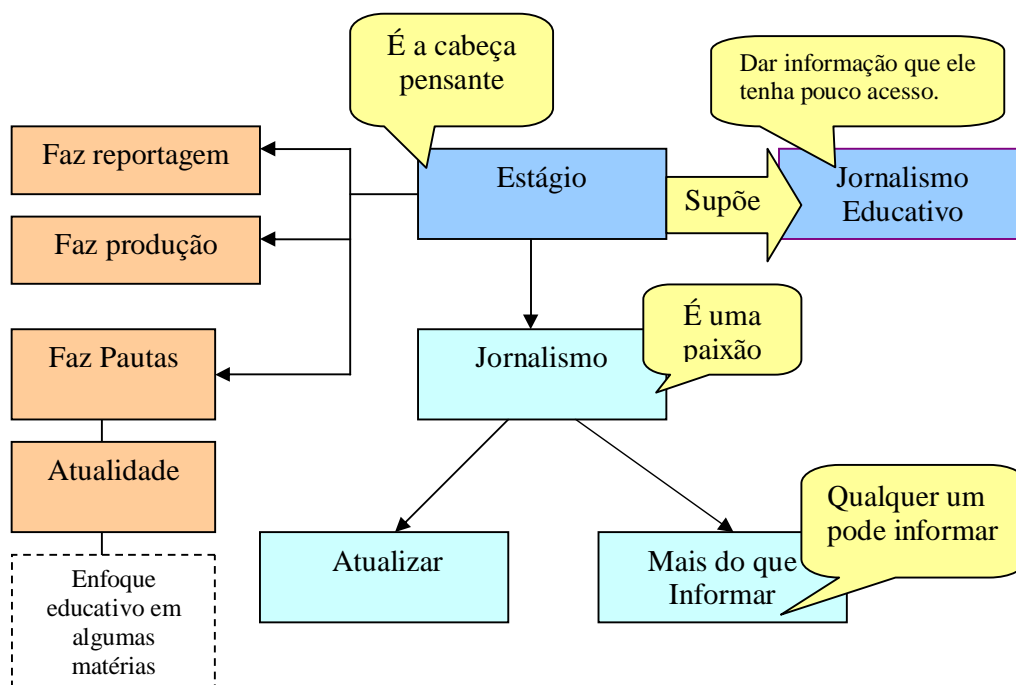 É a cabeça
pensante
Dar informação que ele
tenha pouco acesso.
Faz reportagem
Estágio
Supõe
Jornalismo
Educativo
Faz produção
É uma
paixão
Faz Pautas
Jornalismo
Atualidade
Qualquer um
pode informar
Atualizar
Mais do que
Informar
Enfoque
educativo em
algumas
matérias